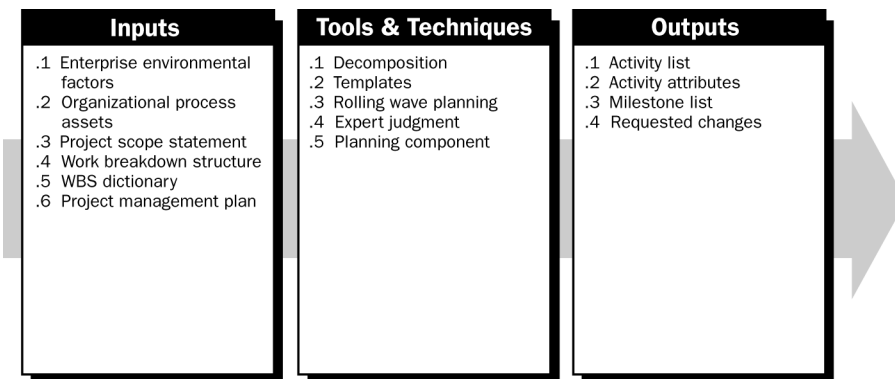 Inputs
.1 Enterprise environmental
factors
.2 Organizational process
assets
.3 Project scope statement
.4 Work breakdown structure
.5 WBS dictionary
.6 Project management plan
Tools & Techniques
.1 Decomposition
.2 Templates
.3 Rolling wave planning
.4 Expert judgment
.5 Planning component
Outputs
.1 Activity list
.2 Activity attributes
.3 Milestone list
.4 Requested changes